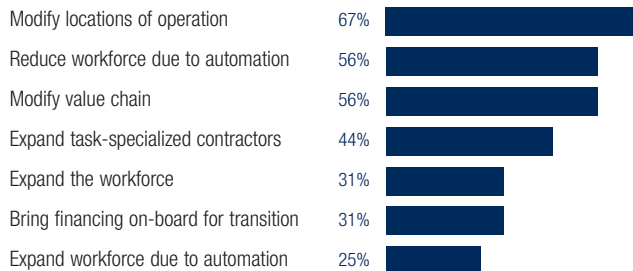 Modify locations of operation 67%
Reduce workforce due to automation 56%
Modify value chain 56%
Expand task-specialized contractors 44%
Expand the workforce 31%
Bring financing on-board for transition 31%
Expand workforce due to automation 25%